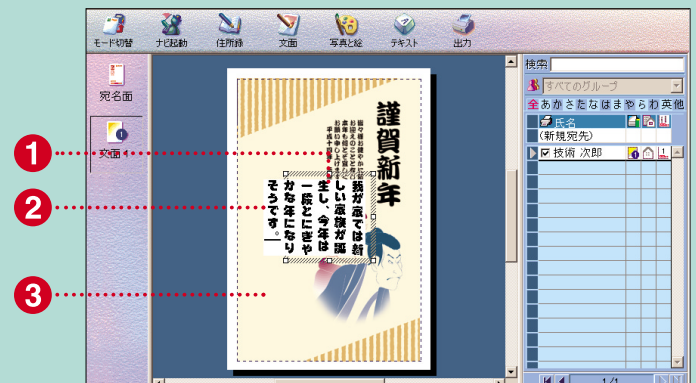 モード切替
ナビ起動
住所録
文面
写真と絵
テキスト
出力
宛名面
文面
1
2
3
謹賀新年
我が家では新
しい家族が誕
生し、今年は
一段とにぎや
かな年になり
そうです。
検索
すべてのグループ
全あかさたなはまやらわ英他
氏名
(新規宛先)
技術 次郎
1/1